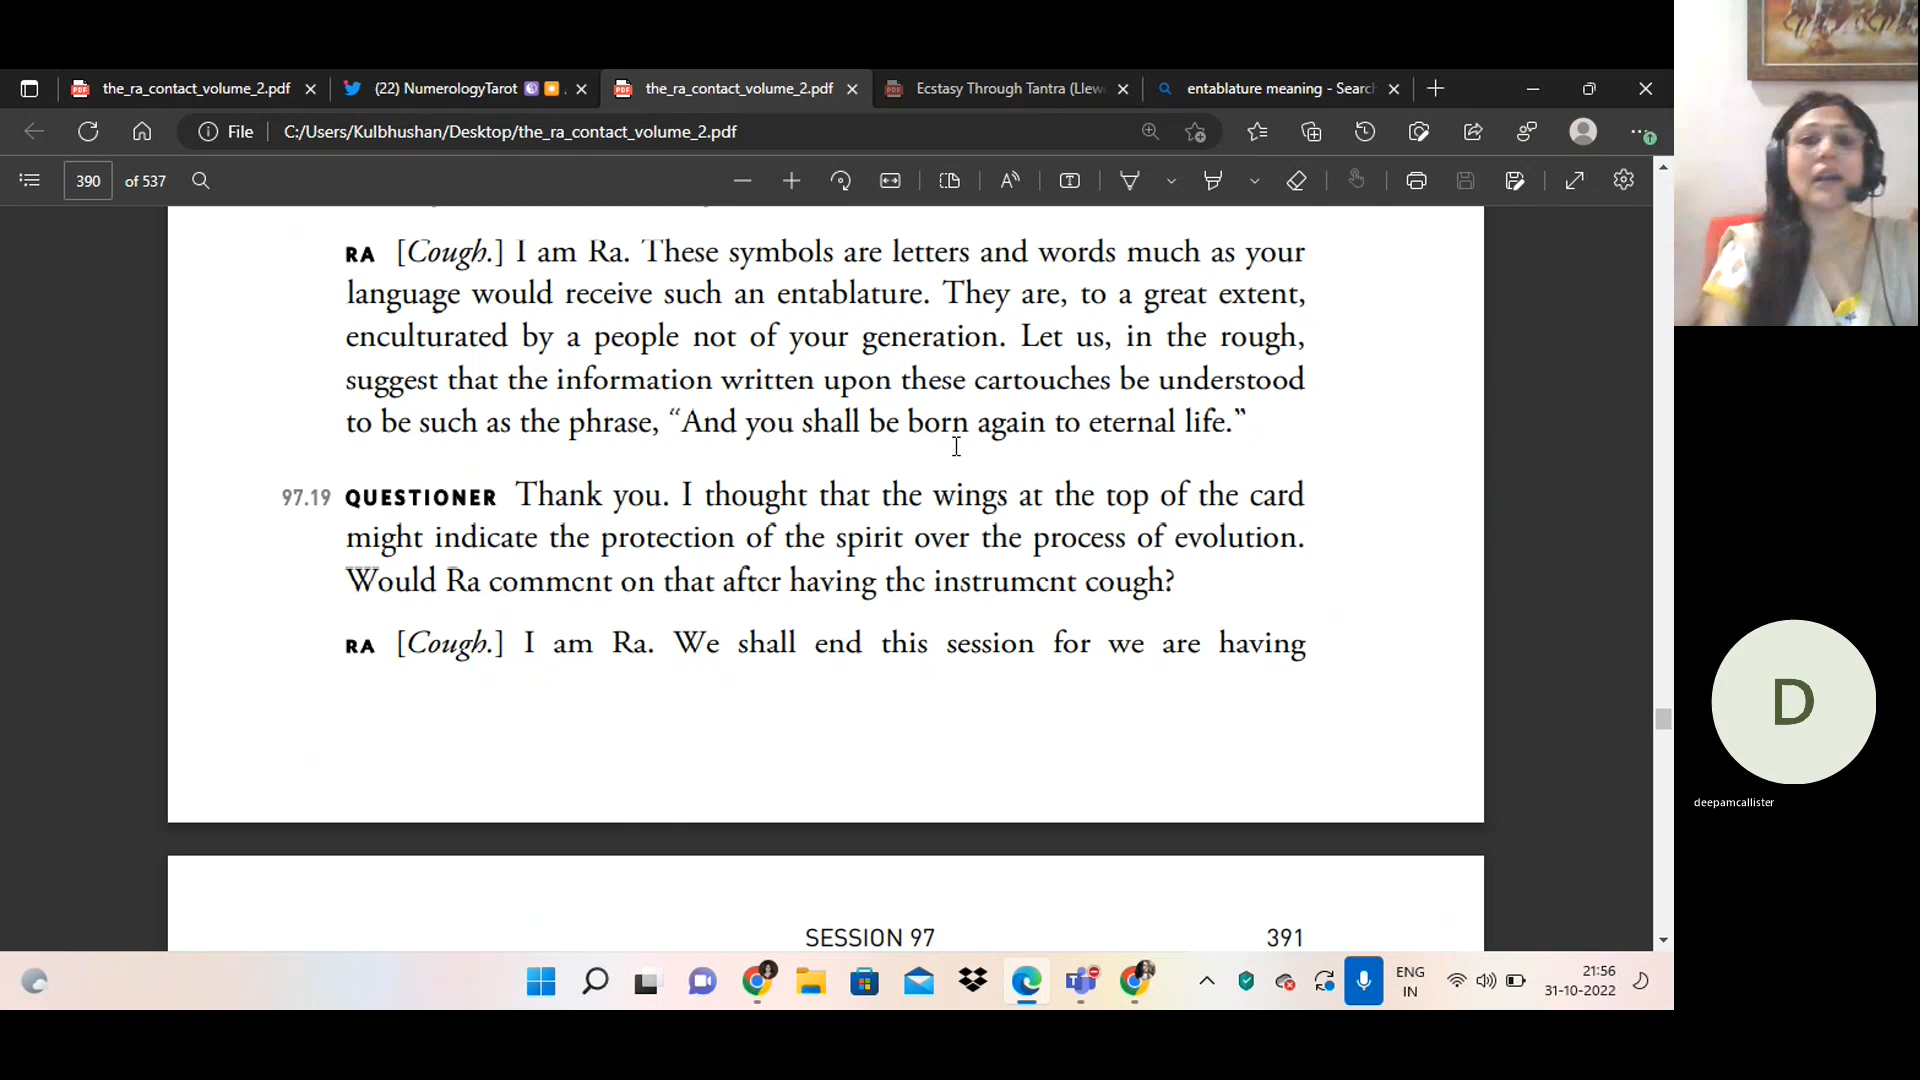 the_ra_contact_volume_2.pdf
(22) NumerologyTarot
the_ra_contact_volume_2.pdf
Ecstasy Through Tantra (Llew
entablature meaning - Search
File
C:/Users/Kulbhushan/Desktop/the_ra_contact_volume_2.pdf
390 of 537
RA [Cough.] I am Ra. These symbols are letters and words much as your
language would receive such an entablature. They are, to a great extent,
enculturated by a people not of your generation. Let us, in the rough,
suggest that the information written upon these cartouches be understood
to be such as the phrase, “And you shall be born again to eternal life.”
97.19 QUESTIONER Thank you. I thought that the wings at the top of the card
might indicate the protection of the spirit over the process of evolution.
Would Ra comment on that after having the instrument cough?
RA [Cough.] I am Ra. We shall end this session for we are having
SESSION 97 391
D
deepamcallister
ENG
IN
21:56
31-10-2022